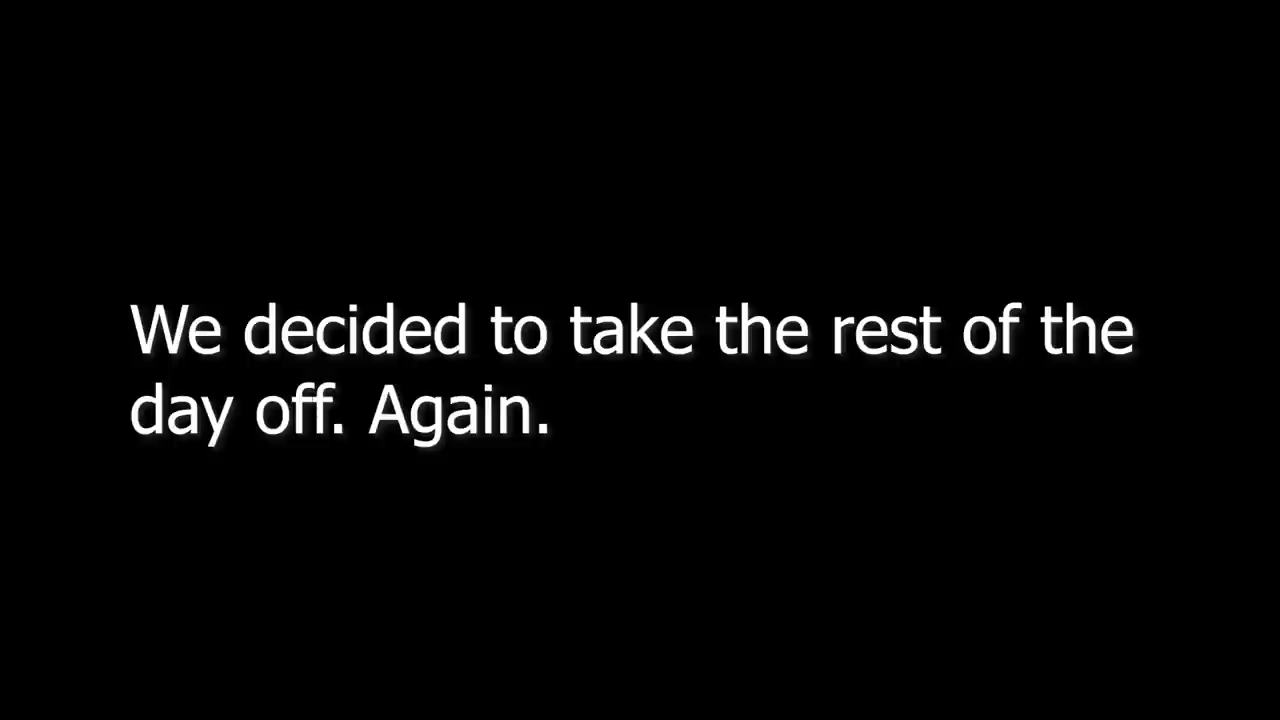 We decided to take the rest of the
day off. Again.